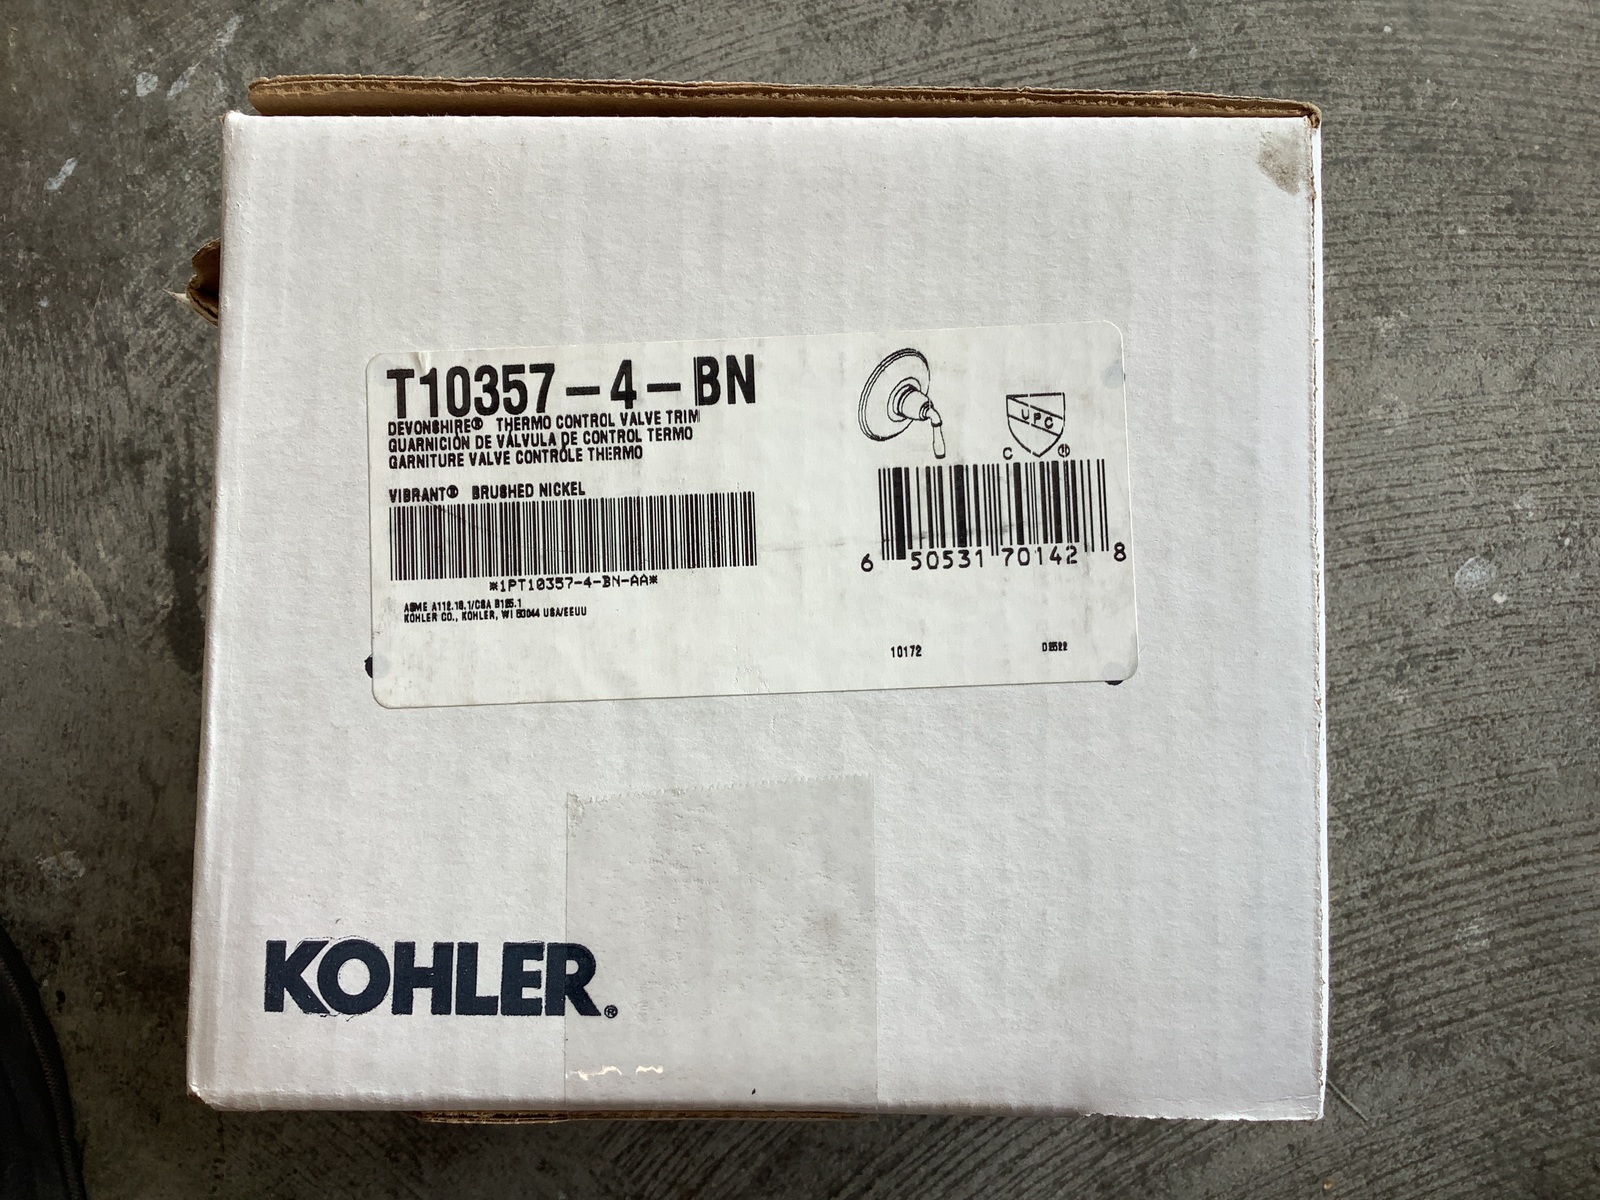 T10357-4-BN
DEVONSHIRE® THERMO CONTROL VALVE TRIM
GUARNICIÓN DE VÁLVULA DE CONTROL TERMO
GARNITURE VALVE CONTRÔLE THERMO
VIBRANT® BRUSHED NICKEL
*1PT10357-4-BN-AA*
ASME A112.18.1/CSA B125.1
KOHLER CO., KOHLER, WI 53044 USA/EEUU
UPC
C ®
6 50531 70142 8
10172
KOHLER®